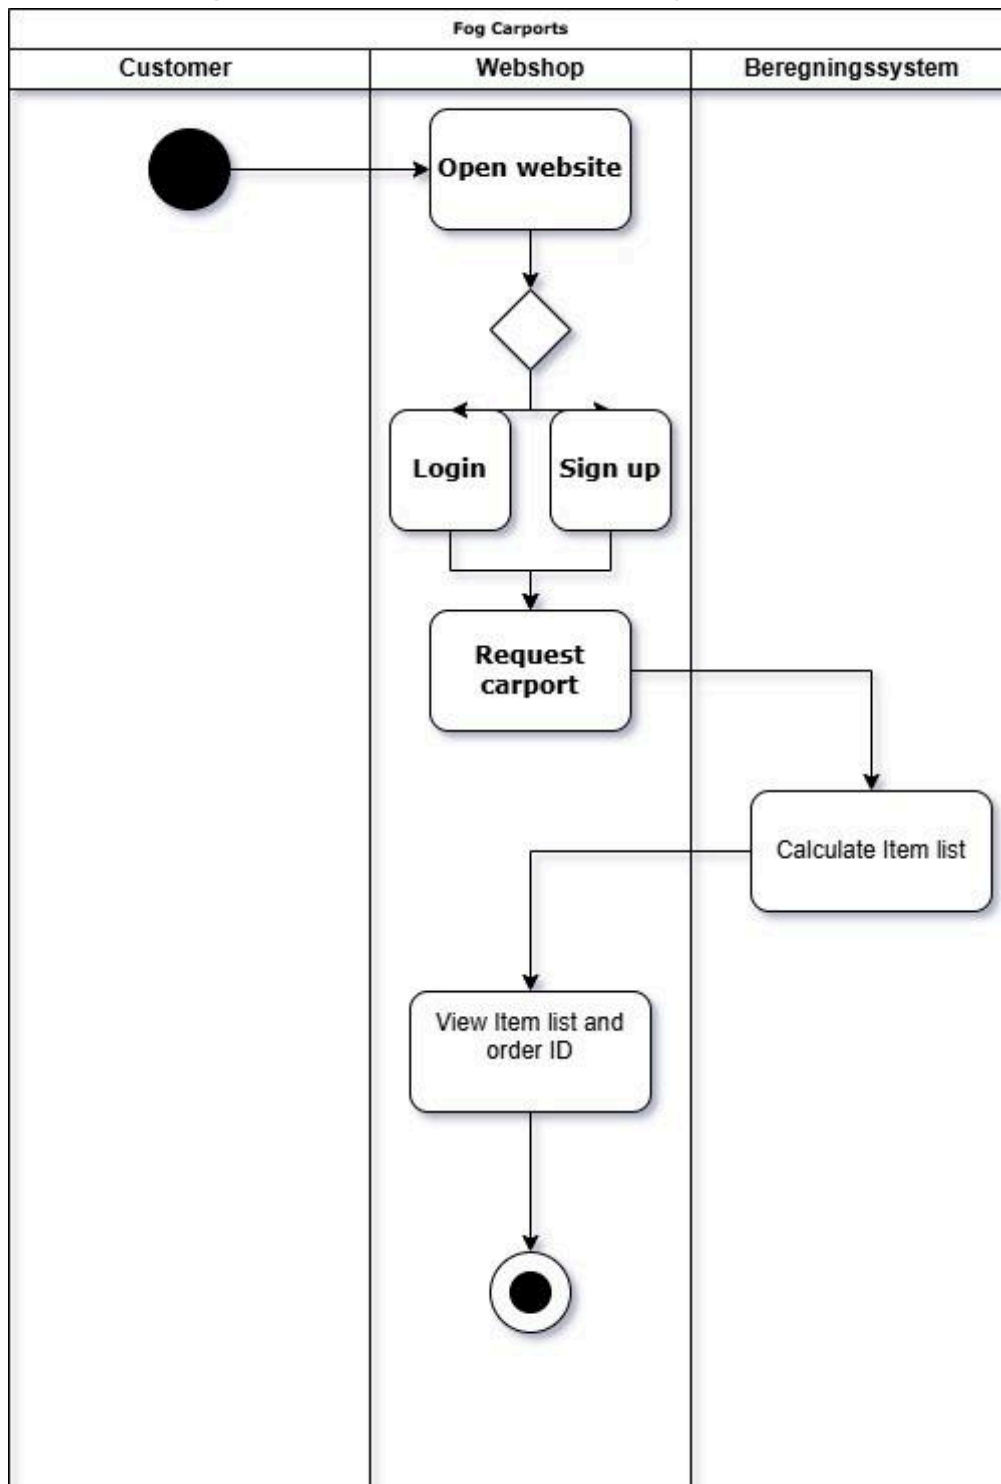 Fog Carports
Customer
Webshop
Beregningssystem
Open website
Login
Sign up
Request
carport
Calculate Item list
View Item list and
order ID